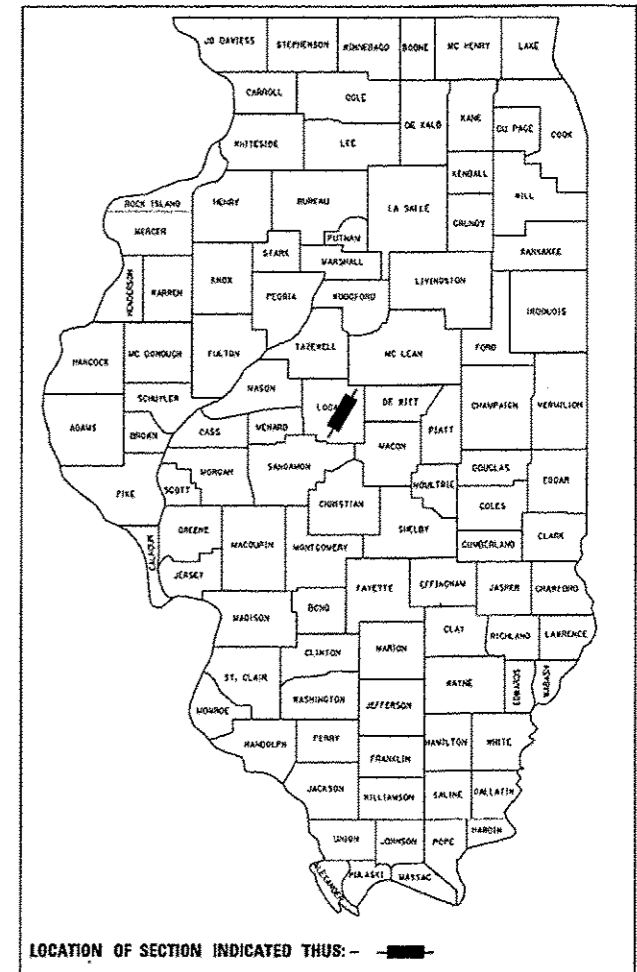 JO DAVIESS STEPHENSON WINNEBAGO BOONE MC HENRY LAKE
CARROLL OGLE DE KALB KANE DU PAGE COOK
WHITESIDE LEE KENDALL WILL
ROCK ISLAND HENRY BUREAU LA SALLE GRUNDY
MERCER PUTNAM KANKAKEE
HENDERSON WARREN KNOX STARK MARSHALL LIVINGSTON
PEORIA WOODFORD IROQUOIS
HANCOCK MC DONOUGH FULTON TAZEWELL MC LEAN FORD
SCHUYLER MASON LOGAN DE WITT CHAMPAIGN VERMILION
ADAMS BROWN CASS MENARD MACON PIATT
PIKE SCOTT MORGAN SANGAMON CHRISTIAN MOULTRIE DOUGLAS EDGAR
COLES
CALHOUN GREENE MACOUPIN MONTGOMERY SHELBY CUMBERLAND CLARK
JERSEY FAYETTE EFFINGHAM JASPER CRAWFORD
MADISON BOND CLAY RICHLAND LAWRENCE
CLINTON MARION
ST. CLAIR WASHINGTON JEFFERSON WAYNE EDWARDS WABASH
MONROE
RANDOLPH PERRY FRANKLIN HAMILTON WHITE
JACKSON WILLIAMSON SALINE GALLATIN
HARDIN
UNION JOHNSON POPE
ALEXANDER PULASKI MASSAC
LOCATION OF SECTION INDICATED THUS: -